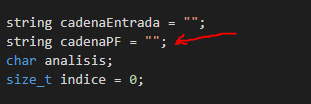 string cadenaEntrada = "";
string cadenaPF = "";
char analisis;
size_t indice = 0;